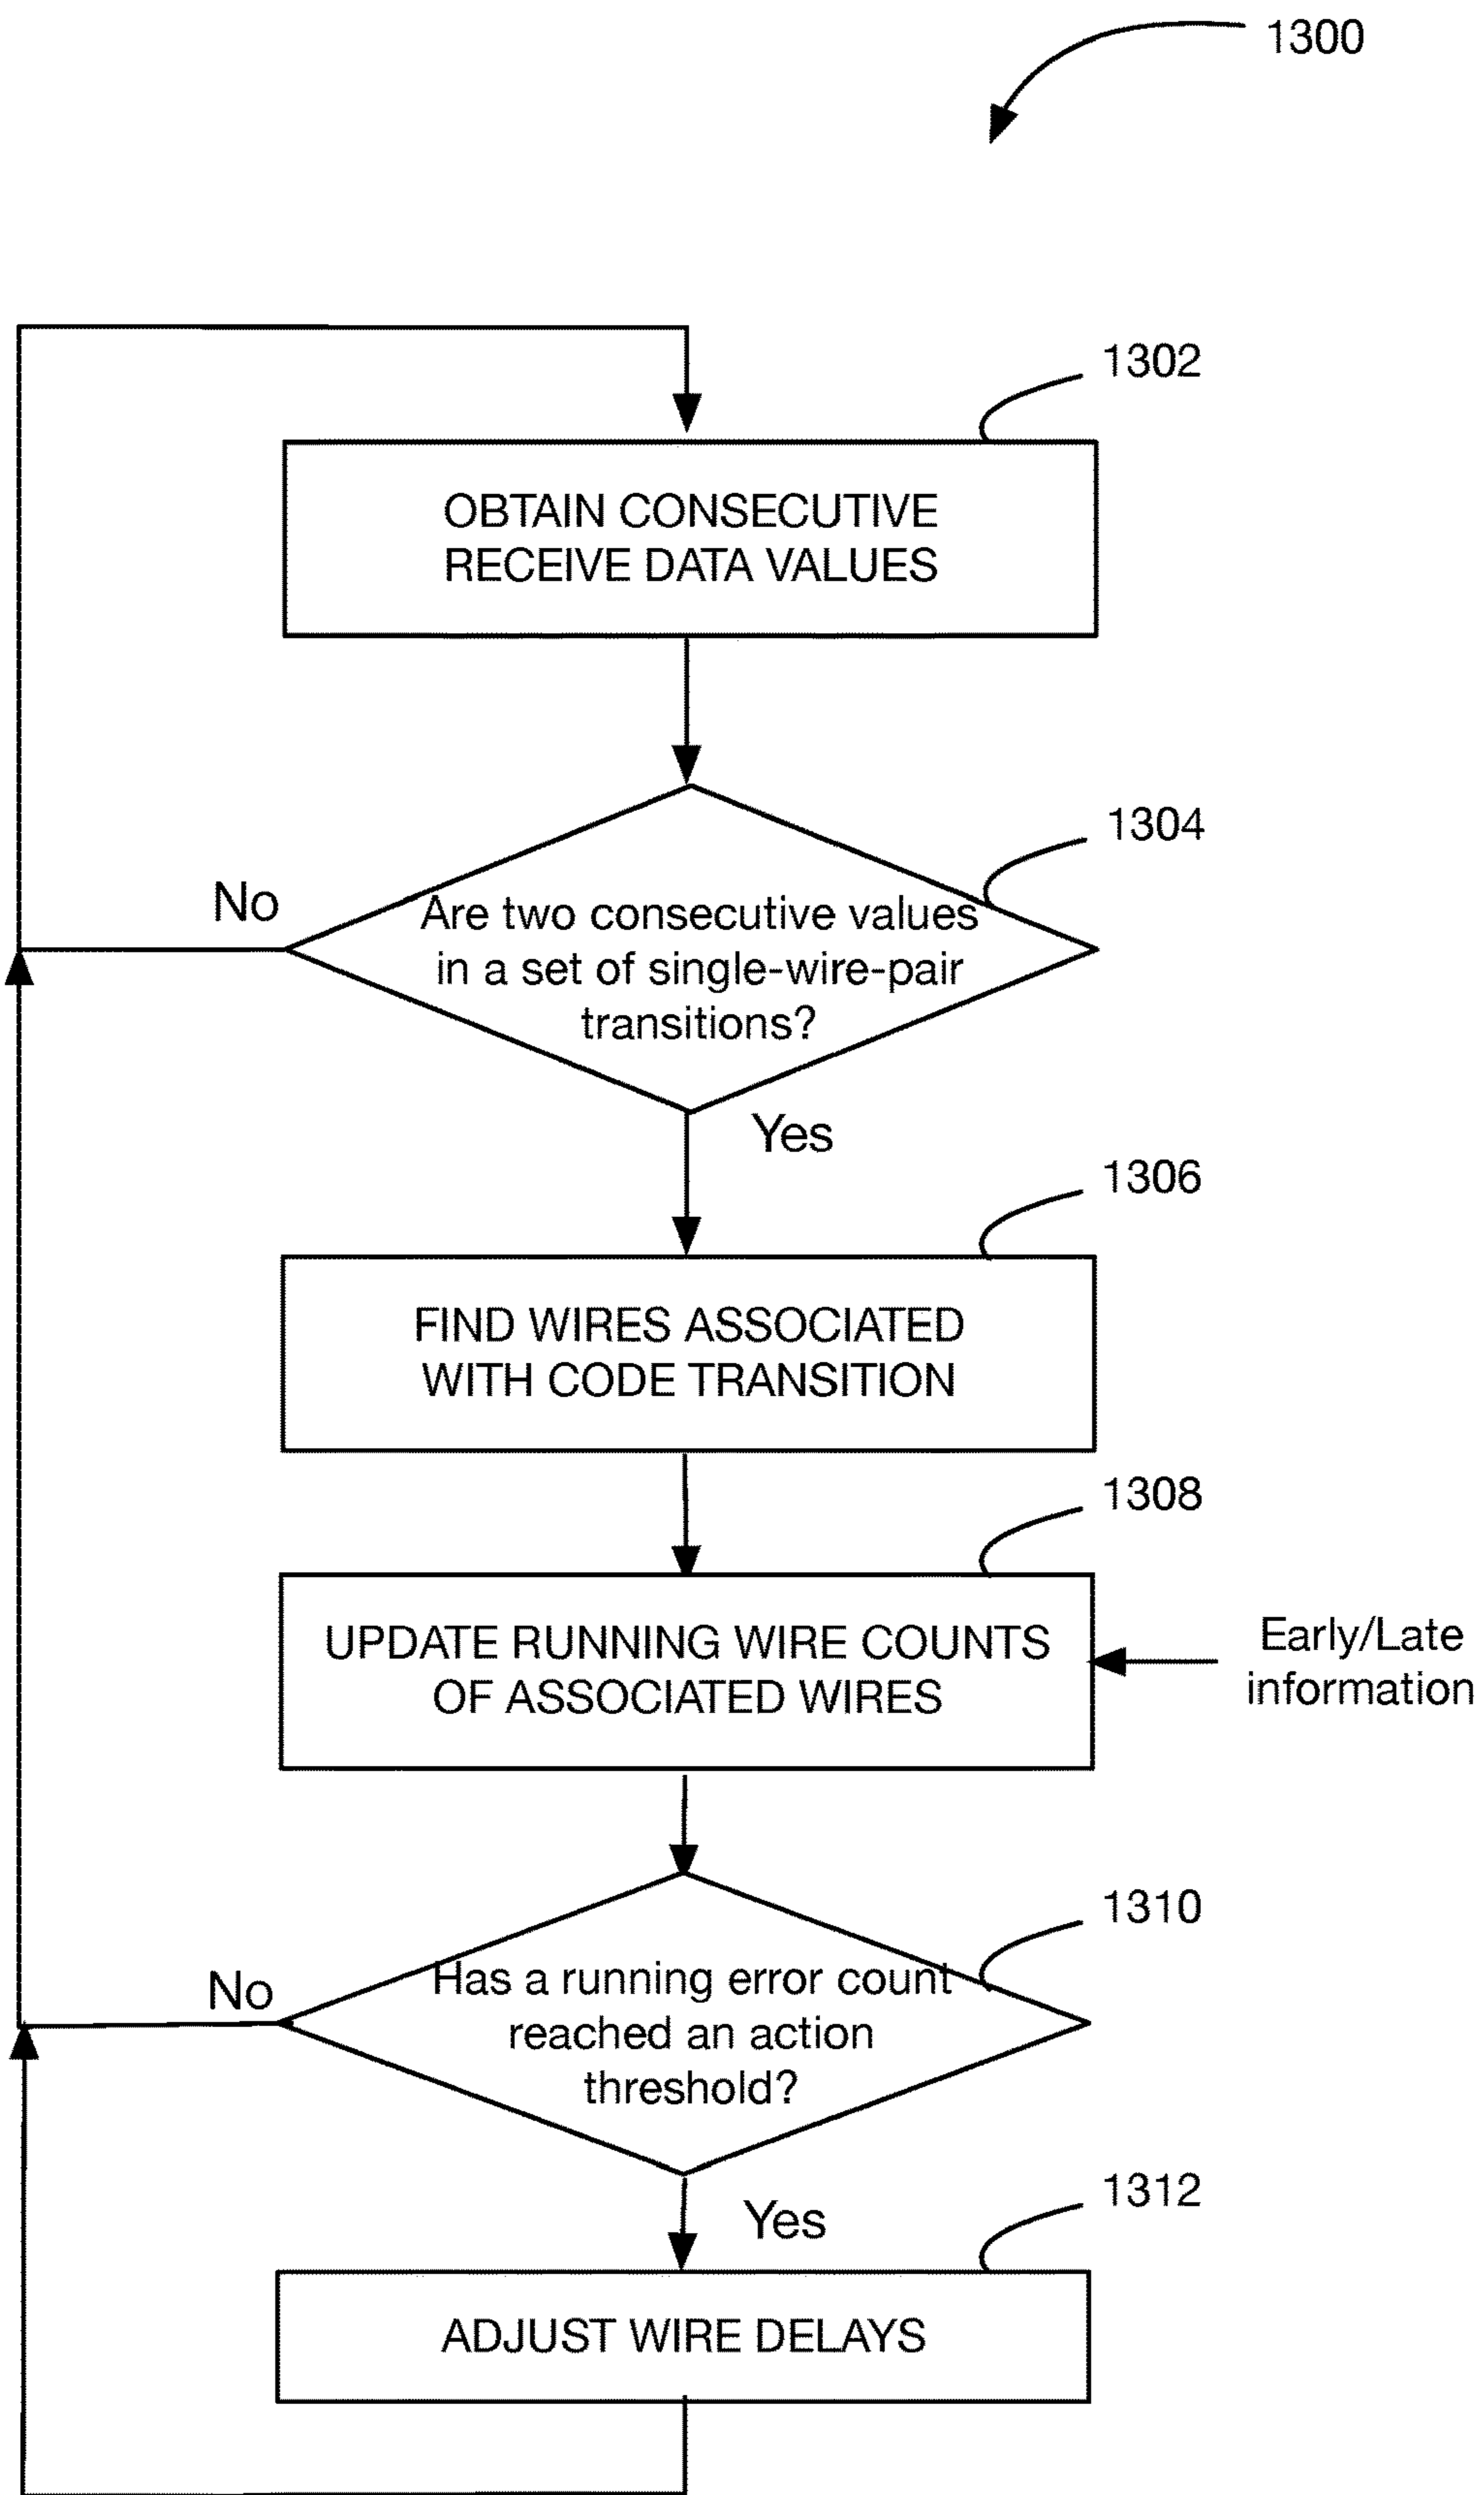 1300
1302
OBTAIN CONSECUTIVE
RECEIVE DATA VALUES
1304
No
Are two consecutive values
in a set of single-wire-pair
transitions?
Yes
1306
FIND WIRES ASSOCIATED
WITH CODE TRANSITION
1308
UPDATE RUNNING WIRE COUNTS
OF ASSOCIATED WIRES
Early/Late
information
1310
No
Has a running error count
reached an action
threshold?
Yes
1312
ADJUST WIRE DELAYS